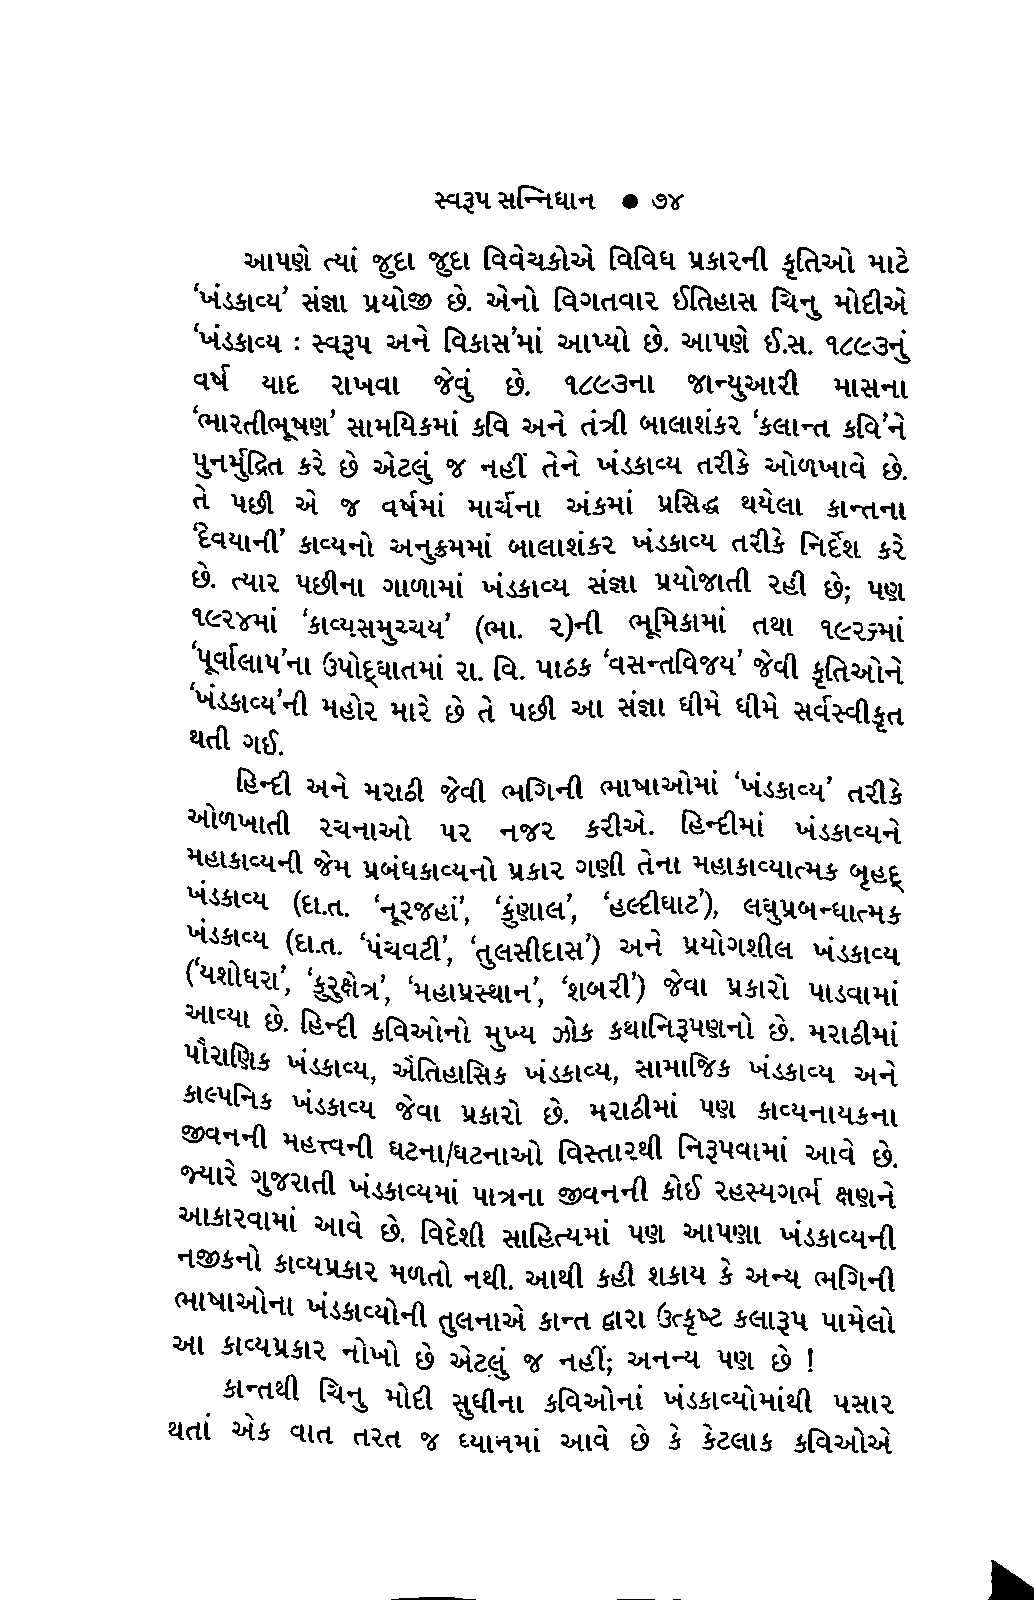 સ્વરૂપ સન્નિધાન ● ૭૪
આપણે ત્યાં જુદા જુદા વિવેચકોએ વિવિધ પ્રકારની કૃતિઓ માટે
‘ખંડકાવ્ય’ સંજ્ઞા પ્રયોજી છે. એનો વિગતવાર ઈતિહાસ ચિનુ મોદીએ
‘ખંડકાવ્ય : સ્વરૂપ અને વિકાસ’માં આપ્યો છે. આપણે ઈ.સ. ૧૮૯૩નું
વર્ષ યાદ રાખવા જેવું છે. ૧૮૯૩ના જાન્યુઆરી માસના
‘ભારતીભૂષણ’ સામયિકમાં કવિ અને તંત્રી બાલાશંકર ‘કલાન્ત કવિ’ને
પુનર્મુદ્રિત કરે છે એટલું જ નહીં તેને ખંડકાવ્ય તરીકે ઓળખાવે છે.
તે પછી એ જ વર્ષમાં માર્ચના અંકમાં પ્રસિદ્ધ થયેલા કાન્તના
‘દેવયાની’ કાવ્યનો અનુક્રમમાં બાલાશંકર ખંડકાવ્ય તરીકે નિર્દેશ કરે
છે. ત્યાર પછીના ગાળામાં ખંડકાવ્ય સંજ્ઞા પ્રયોજાતી રહી છે; પણ
૧૯૨૪માં ‘કાવ્યસમુચ્ચય’ (ભા. ૨)ની ભૂમિકામાં તથા ૧૯૨૬માં
‘પૂર્વાલાપ’ના ઉપોદ્ઘાતમાં રા. વિ. પાઠક ‘વસન્તવિજય’ જેવી કૃતિઓને
‘ખંડકાવ્ય’ની મહોર મારે છે તે પછી આ સંજ્ઞા ધીમે ધીમે સર્વસ્વીકૃત
થતી ગઈ.
હિન્દી અને મરાઠી જેવી ભગિની ભાષાઓમાં ‘ખંડકાવ્ય’ તરીકે
ઓળખાતી રચનાઓ પર નજર કરીએ. હિન્દીમાં ખંડકાવ્યને
મહાકાવ્યની જેમ પ્રબંધકાવ્યનો પ્રકાર ગણી તેના મહાકાવ્યાત્મક બૃહદ્
ખંડકાવ્ય (દા.ત. ‘નૂરજહાં’, ‘કુંણાલ’, ‘હલ્દીઘાટ’), લઘુપ્રબન્ધાત્મક
ખંડકાવ્ય (દા.ત. ‘પંચવટી’, ‘તુલસીદાસ’) અને પ્રયોગશીલ ખંડકાવ્ય
(‘યશોધરા’, ‘કુરુક્ષેત્ર’, ‘મહાપ્રસ્થાન’, ‘શબરી’) જેવા પ્રકારો પાડવામાં
આવ્યા છે. હિન્દી કવિઓનો મુખ્ય ઝોક કથાનિરૂપણનો છે. મરાઠીમાં
પૌરાણિક ખંડકાવ્ય, ઐતિહાસિક ખંડકાવ્ય, સામાજિક ખંડકાવ્ય અને
કાલ્પનિક ખંડકાવ્ય જેવા પ્રકારો છે. મરાઠીમાં પણ કાવ્યનાયકના
જીવનની મહત્ત્વની ઘટના/ઘટનાઓ વિસ્તારથી નિરૂપવામાં આવે છે.
જ્યારે ગુજરાતી ખંડકાવ્યમાં પાત્રના જીવનની કોઈ રહસ્યગર્ભ ક્ષણને
આકારવામાં આવે છે. વિદેશી સાહિત્યમાં પણ આપણા ખંડકાવ્યની
નજીકનો કાવ્યપ્રકાર મળતો નથી. આથી કહી શકાય કે અન્ય ભગિની
ભાષાઓના ખંડકાવ્યોની તુલનાએ કાન્ત દ્વારા ઉત્કૃષ્ટ કલારૂપ પામેલો
આ કાવ્યપ્રકાર નોખો છે એટલું જ નહીં; અનન્ય પણ છે !
કાન્તથી ચિનુ મોદી સુધીના કવિઓનાં ખંડકાવ્યોમાંથી પસાર
થતાં એક વાત તરત જ ધ્યાનમાં આવે છે કે કેટલાક કવિઓએ